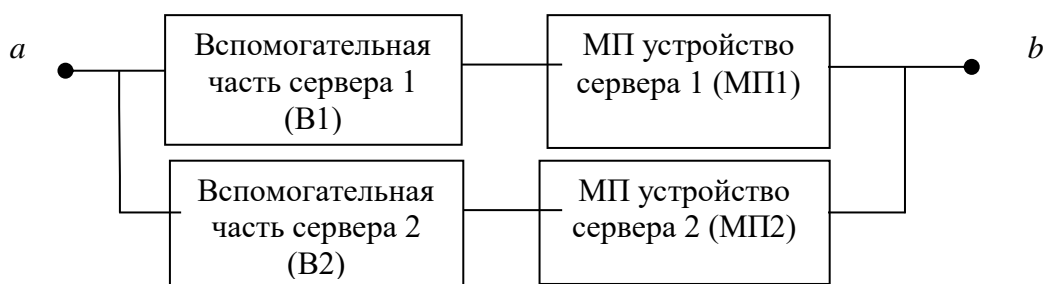 a
Вспомогательная
часть сервера 1
(В1)
МП устройство
сервера 1 (МП1)
b
Вспомогательная
часть сервера 2
(В2)
МП устройство
сервера 2 (МП2)